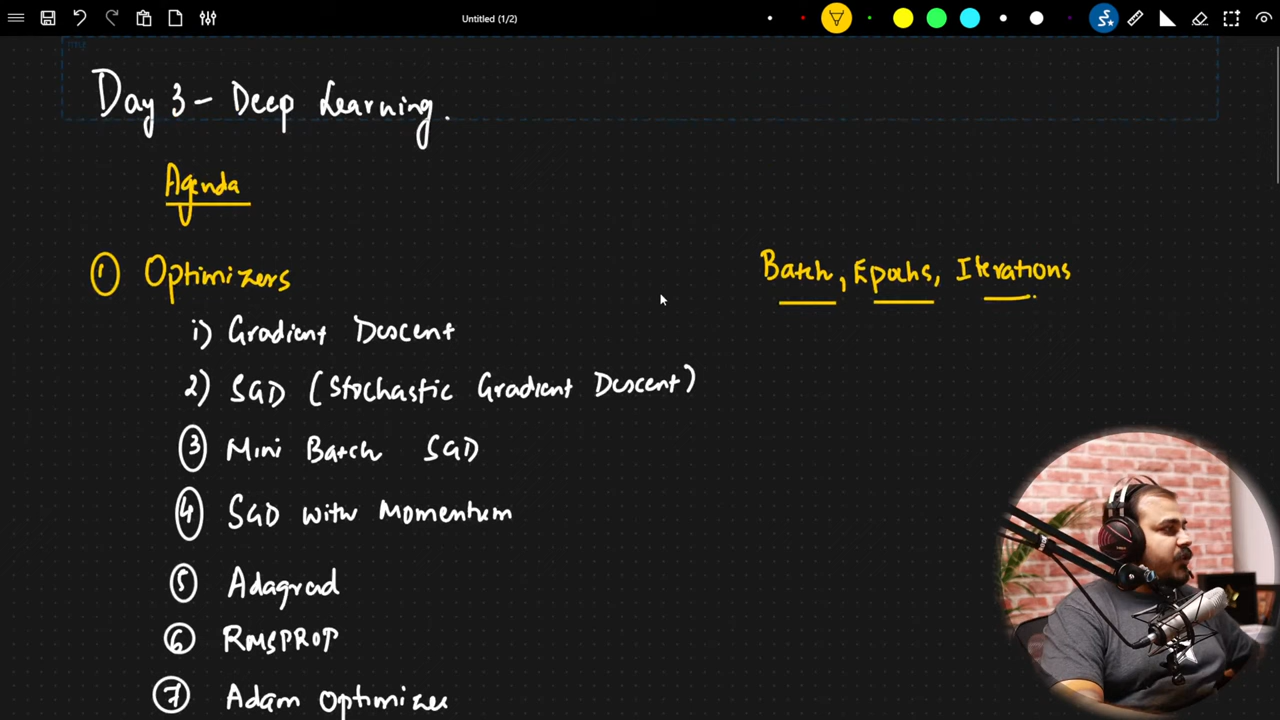 Untitled (1/2)
Title
Day 3 - Deep Learning.
Agenda
① Optimizers
Batch, Epochs, Iterations
i) Gradient Descent
2) SGD (Stochastic Gradient Descent)
③ Mini Batch SGD
④ SGD with Momentum
⑤ Adagrad
⑥ RMSPROP
⑦ Adam Optimizer